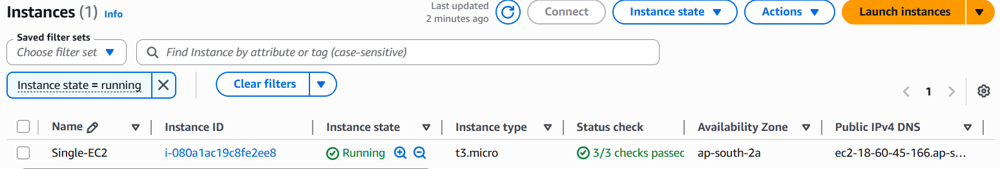 Instances (1) Info
Last updated
2 minutes ago
Connect
Instance state
Actions
Launch instances
Saved filter sets
Choose filter set
Find Instance by attribute or tag (case-sensitive)
Instance state = running
Clear filters
1
Name Instance ID Instance state Instance type Status check Availability Zone Public IPv4 DNS
Single-EC2 i-080a1ac19c8fe2ee8 Running t3.micro 3/3 checks passec ap-south-2a ec2-18-60-45-166.ap-s...